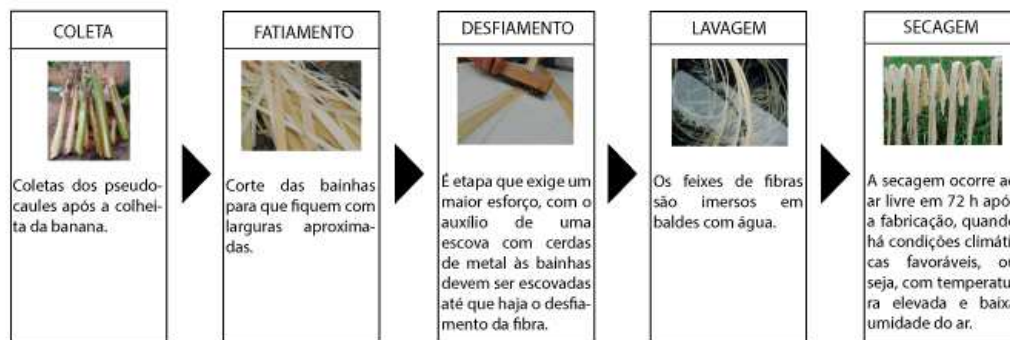 COLETA
Coletas dos pseudo-
caules após a colhei-
ta da banana.
FATIAMENTO
Corte das bainhas
para que fiquem com
larguras aproxima-
das.
DESFIAMENTO
É etapa que exige um
maior esforço, com o
auxílio de uma
escova com cerdas
de metal às bainhas
devem ser escovadas
até que haja o desfia-
mento da fibra.
LAVAGEM
Os feixes de fibras
são imersos em
baldes com água.
SECAGEM
A secagem ocorre ao
ar livre em 72 h após
a fabricação, quando
há condições climáti
cas favoráveis, ou
seja, com temperatu
ra elevada e baixa
umidade do ar.